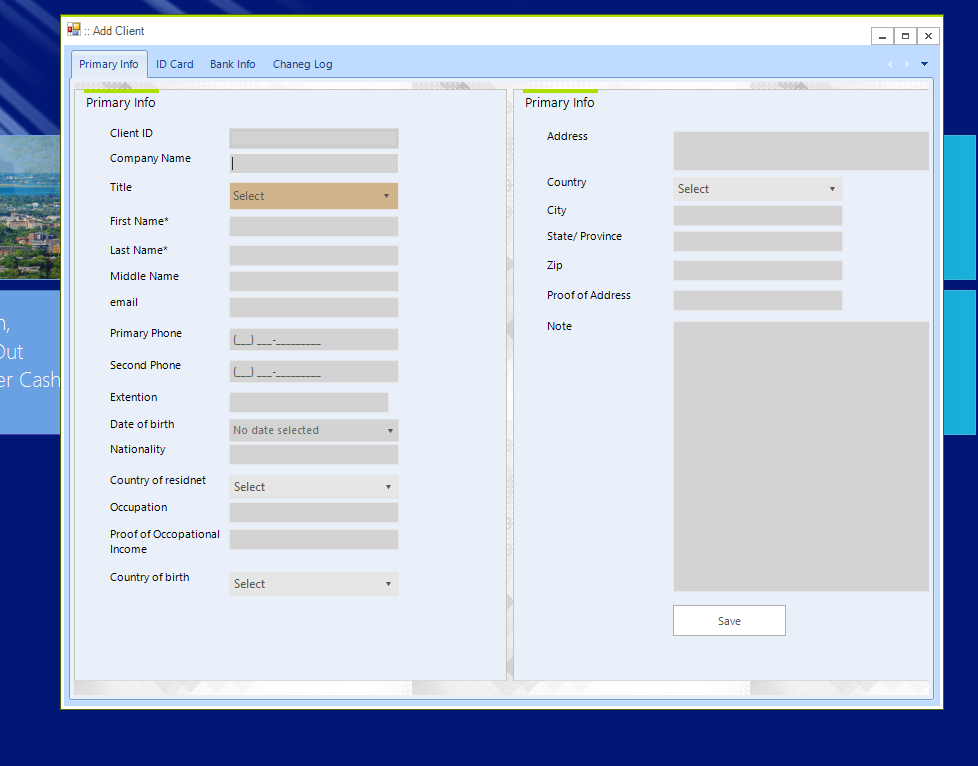 :: Add Client
Primary Info
ID Card
Bank Info
Chaneg Log
Primary Info
Client ID
Company Name
Title
Select
First Name*
Last Name*
Middle Name
email
Primary Phone
(___) ___-_________
Second Phone
(___) ___-_________
Extention
Date of birth
No date selected
Nationality
Country of residnet
Select
Occupation
Proof of Occopational
Income
Country of birth
Select
Primary Info
Address
Country
Select
City
State/ Province
Zip
Proof of Address
Note
Save
n,
Out
er Cash